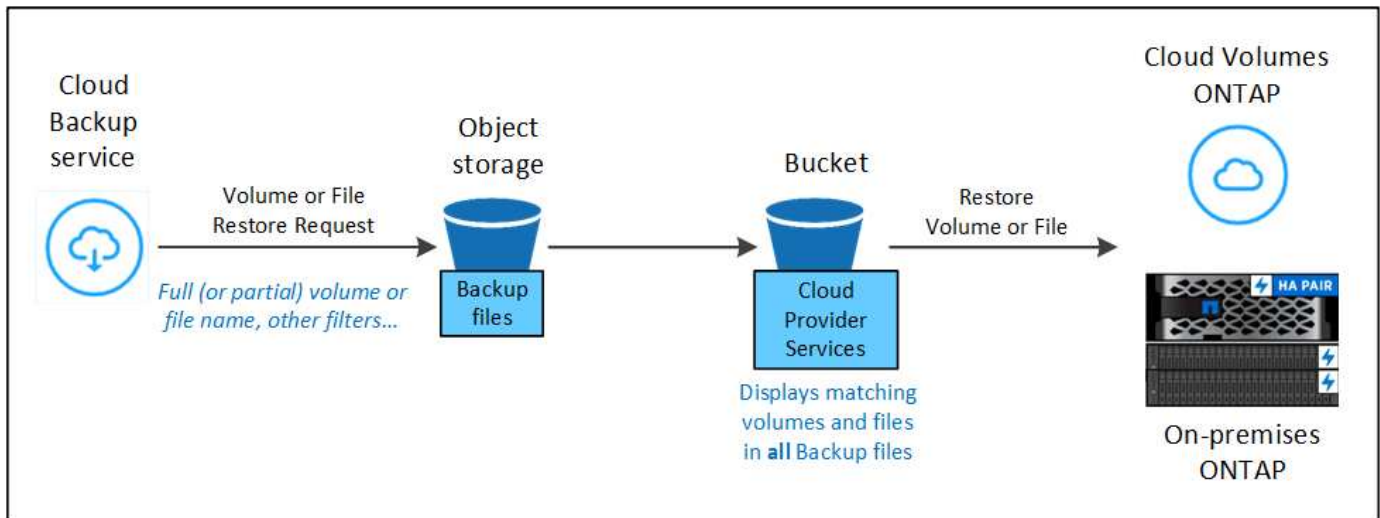 Cloud
Backup
service
Volume or File
Restore Request
Full (or partial) volume or
file name, other filters...
Object
storage
Backup
files
Bucket
Cloud
Provider
Services
Displays matching
volumes and files
in all Backup files
Restore
Volume or File
Cloud Volumes
ONTAP
HA PAIR
On-premises
ONTAP